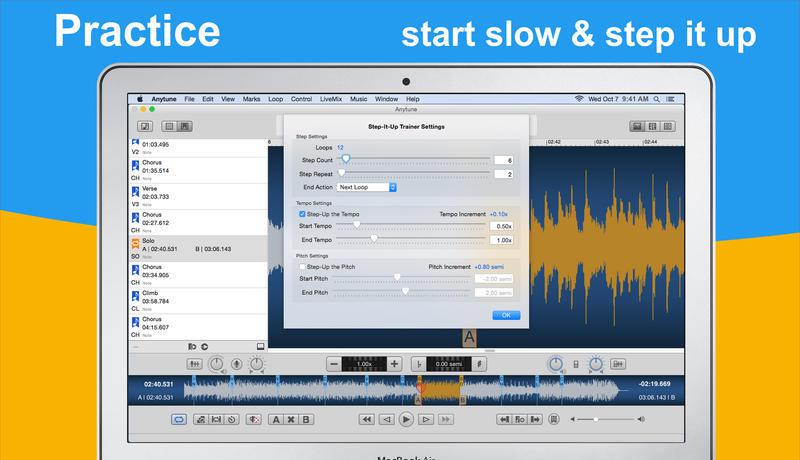 Practice
start slow & step it up
Anytune File Edit View Marks Loop Control LiveMix Music Window Help
Wed Oct 7 9:41 AM
Anytune
Step-It-Up Trainer Settings
Step Settings
Loops 12
Step Count 6
Step Repeat 2
End Action Next Loop
Tempo Settings
Step-Up the Tempo Tempo Increment +0.10x
Start Tempo 0.50x
End Tempo 1.00x
Pitch Settings
Step-Up the Pitch Pitch Increment +0.80 semi
Start Pitch -2.00 semi
End Pitch 2.00 semi
OK
01:03.495
V2 Note
Chorus
01:35.514
CH Note
Verse
02:03.733
V3 Note
Chorus
02:27.612
CH Note
Solo
A | 02:40.531 B | 03:06.143
SO Note
Chorus
03:34.905
CH Note
Climb
03:58.784
CL Note
Chorus
04:15.607
CH Note
6 02:42 02:43 02:44
A
1.00x
0.00 semi
02:40.531
A | 02:40.531
-02:19.669
03:06.143 | B
A B
A B
MacBook Air